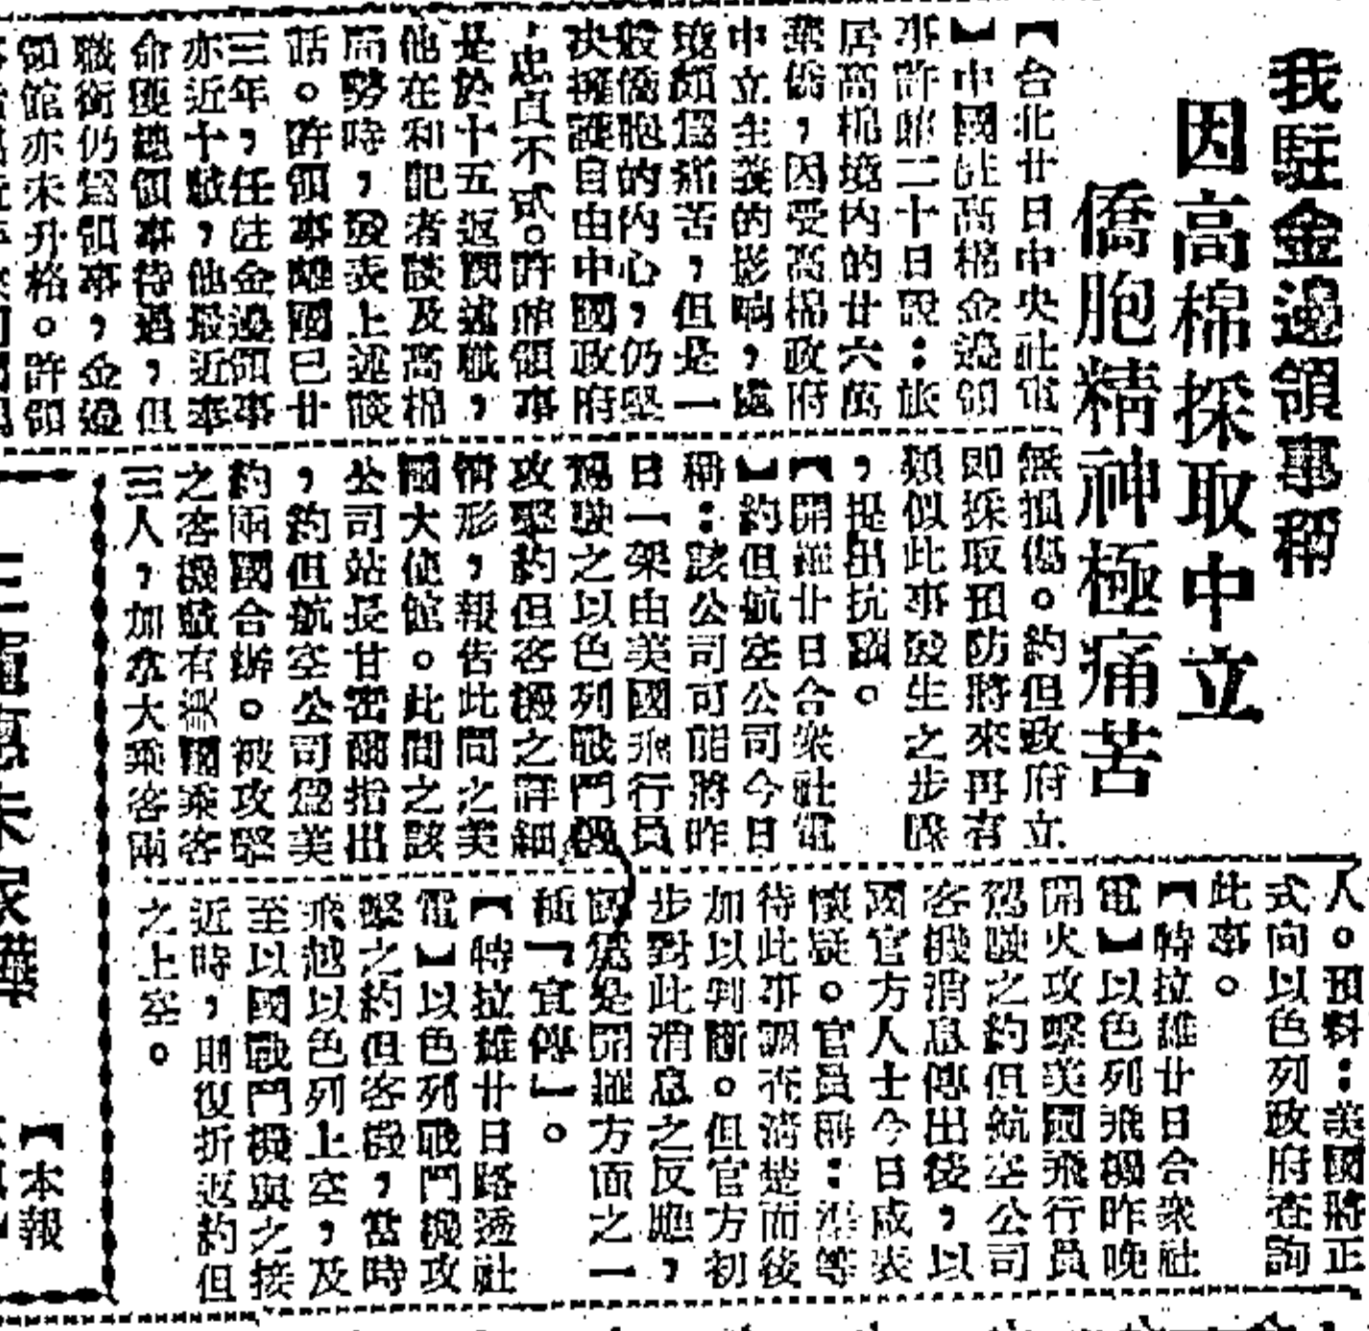 我駐金邊領事稱
因高棉採取中立
僑胞精神極痛苦
【台北廿日中央社電
】中國駐高棉金邊領
事許 二十日說：旅
居高棉境內的廿六萬
華僑，因受高棉政府
中立主義的影响，處
境頗爲痛苦，但是一
般僑胞的內心，仍堅
決擁護自由中國政府
，忠貞不貳。許 領事
是於十五返國述職，
他在和記者談及高棉
局勢時，發表上述談
話。許領事離國已廿
三年，任駐金邊領事
亦近十載，他最近奉
命 總領事待遇，但
職銜仍爲領事，金邊
領館亦未升格。許領
無損傷。約但政府立
即採取預防將來再有
類似此事發生之步驟
，提出抗議。
【開羅廿日合衆社電
】約但航空公司今日
稱：該公司可能將昨
日一架由美國飛行員
駕駛之以色列戰鬥機
攻擊約但客機之詳細
情形，報告此間之美
國大使館。此間之該
公司站長甘 爾指出
，約但航空公司爲美
約兩國合辦。被攻擊
之客機載有 國乘客
三人，加拿大乘客兩
人。預料：美國將正
式向以色列政府查詢
此事。
【特拉維廿日合衆社
電】以色列飛機昨晚
開火攻擊美國飛行員
駕駛之約但航空公司
客機消息傳出後，以
國官方人士今日咸表
懷疑。官員稱： 等
待此事調查清楚而後
加以判斷。但官方初
步對此消息之反應，
認爲是開羅方面之一
種「宣傳」。
【特拉維廿日路透社
電】以色列戰鬥機攻
擊之約但客機，當時
飛越以色列上空，及
至以國戰鬥機與之接
近時，則復折返約但
之上空。
【本報